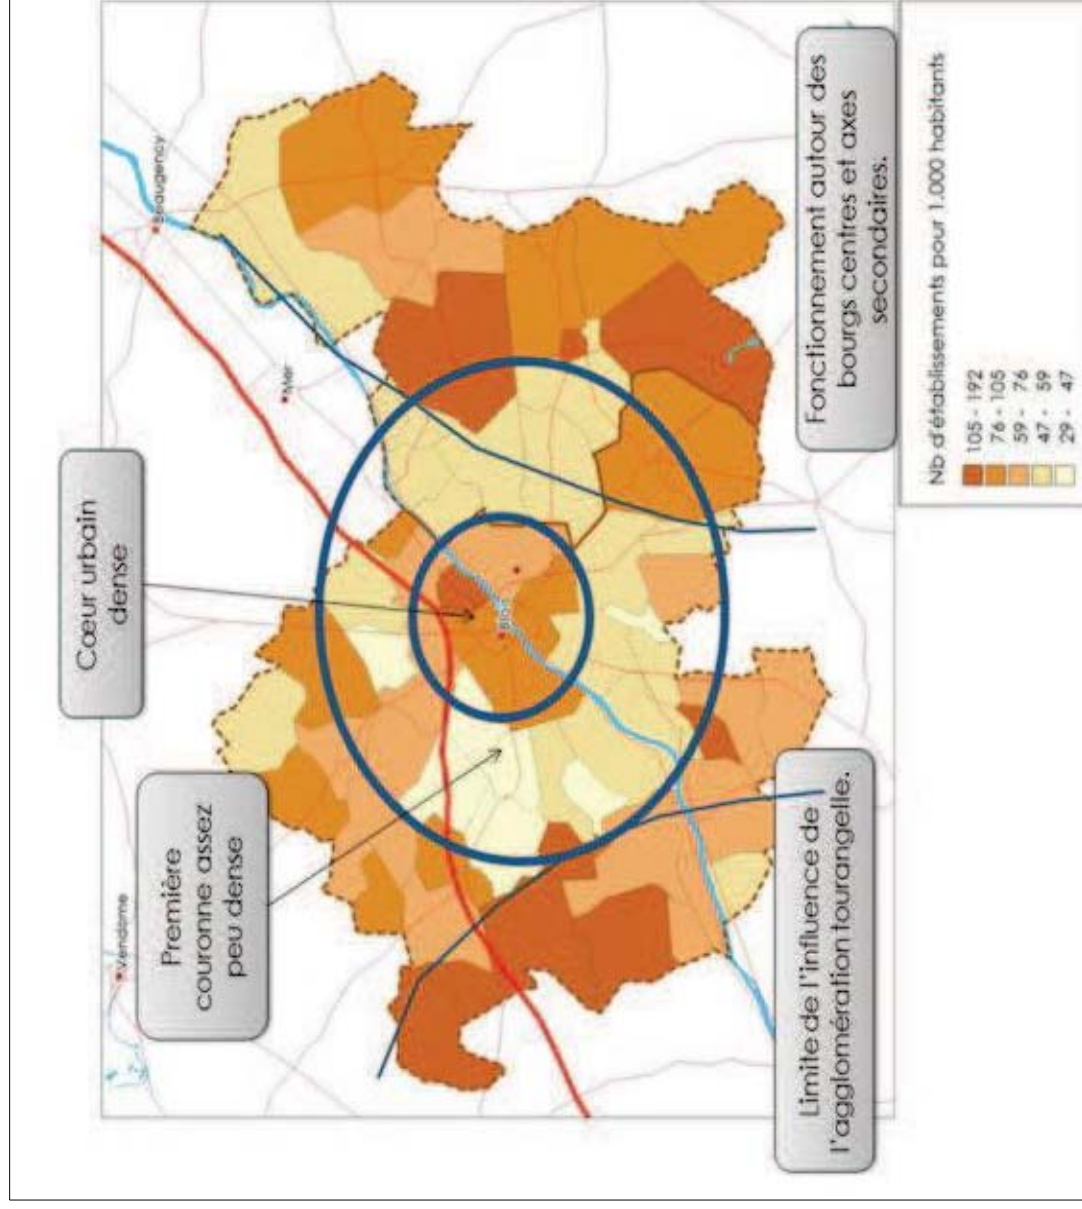 Vendome
Beaugency
Mer
Blois
Cœur urbain
dense
Première
couronne assez
peu dense
Limite de l'influence de
l'agglomération tourangelle.
Fonctionnement autour des
bourgs centres et axes
secondaires.
Nb d'établissements pour 1.000 habitants
105 - 192
76 - 105
59 - 76
47 - 59
29 - 47